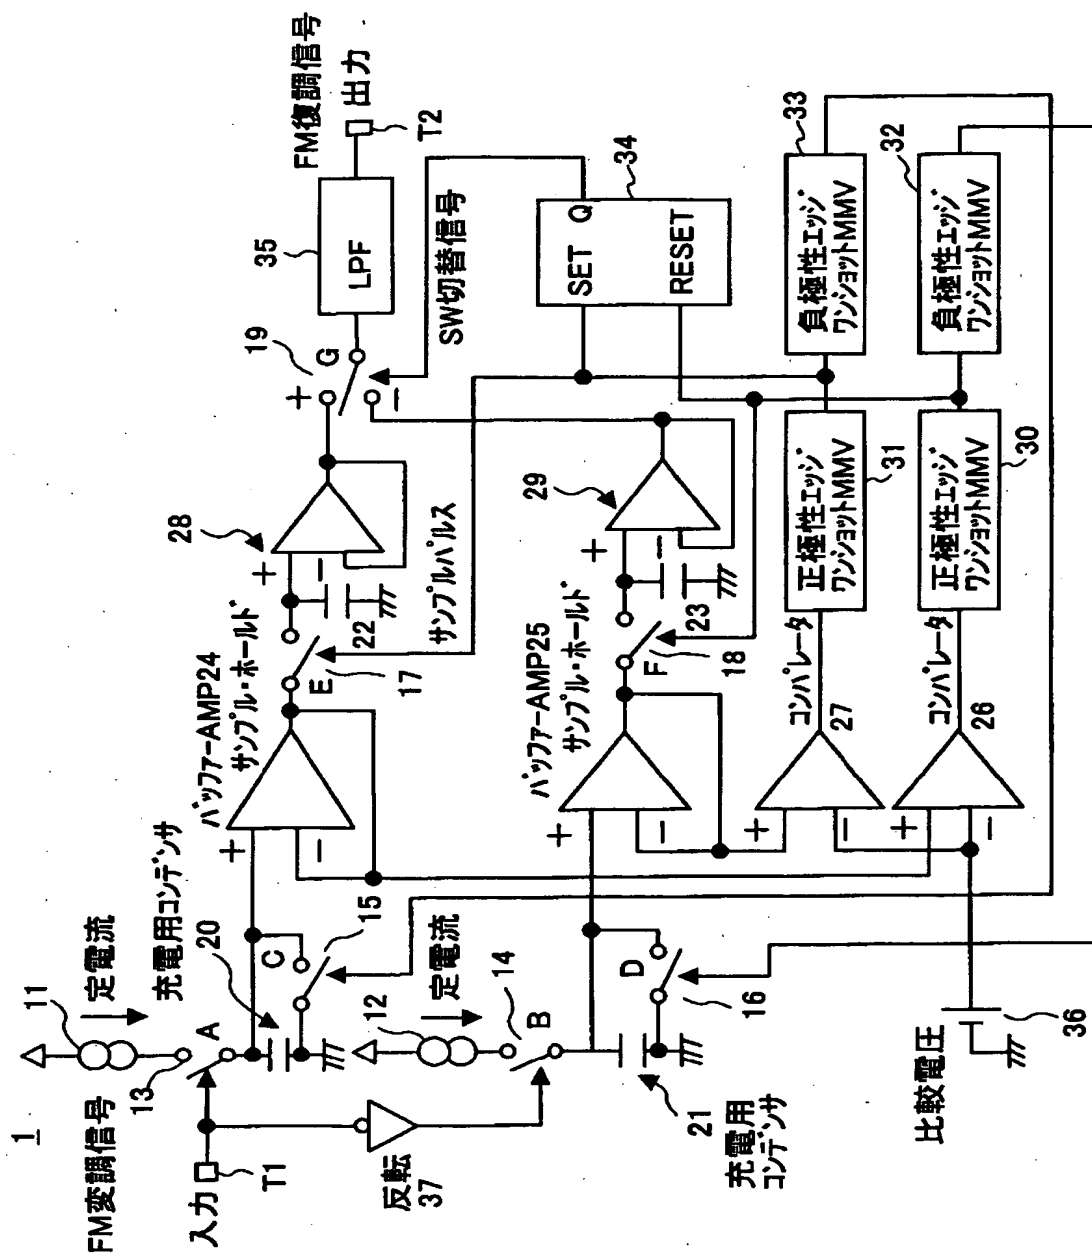 1
FM変調信号
入力
T1
13
A
11
定電流
充電用コンデンサ
20
C
15
反転
37
12
定電流
14
B
21
充電用
コンデンサ
D
16
比較電圧
36
バッファーAMP24
サンプル・ホールド
+
−
E
17
22
サンプルパルス
28
+
−
19
+
−
G
SW切替信号
35
LPF
FM復調信号
出力
T2
バッファーAMP25
サンプル・ホールド
+
−
F
18
23
29
+
−
34
SET
Q
RESET
コンパレータ
27
+
−
コンパレータ
26
+
−
正極性エッジ
ワンショットMMV
31
正極性エッジ
ワンショットMMV
30
負極性エッジ
ワンショットMMV
33
負極性エッジ
ワンショットMMV
32